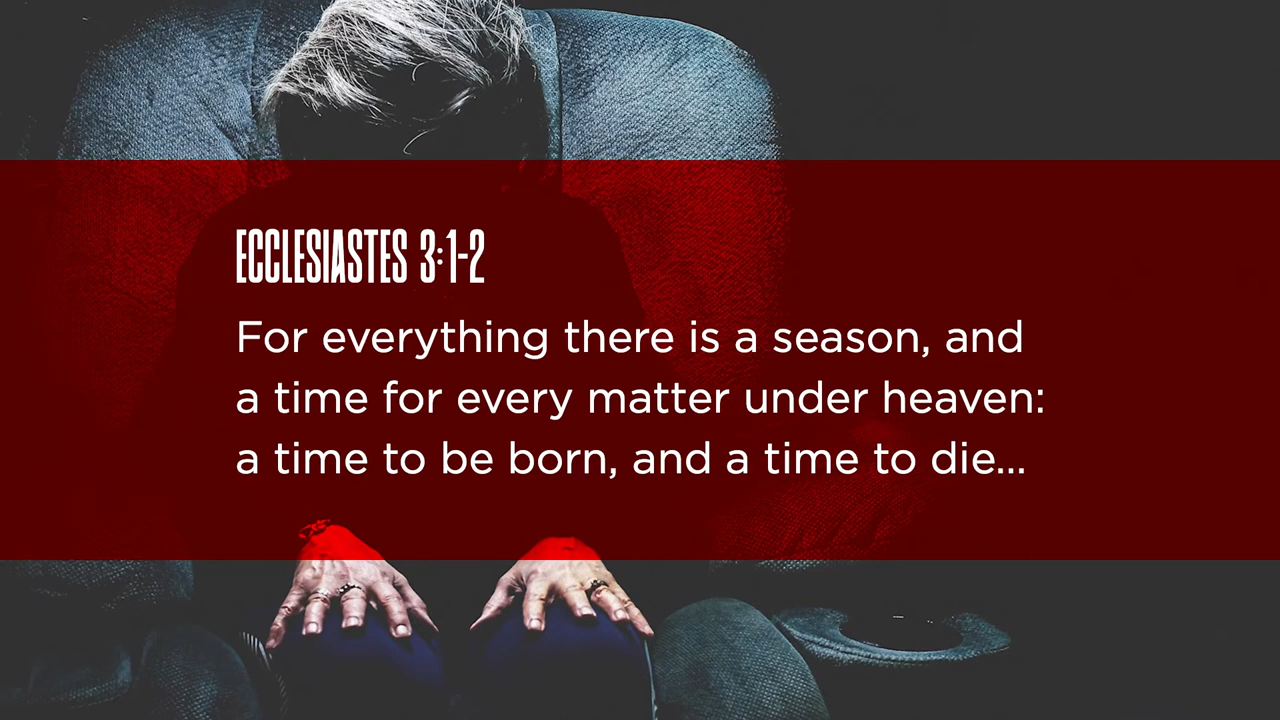 ECCLESIASTES 3:1-2
For everything there is a season, and
a time for every matter under heaven:
a time to be born, and a time to die...